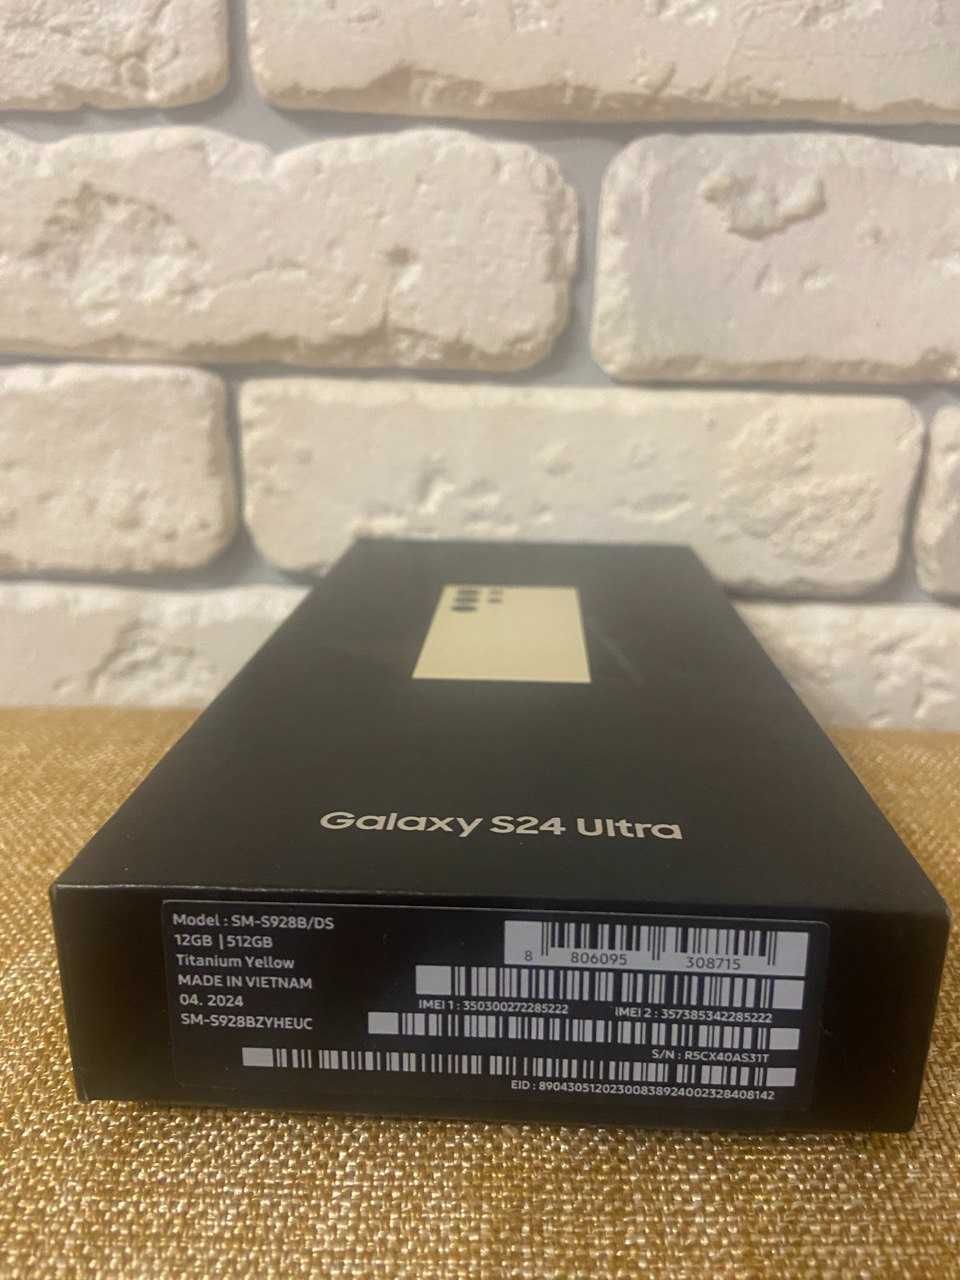 Galaxy S24 Ultra
Model : SM-S928B/DS
12GB | 512GB
Titanium Yellow
MADE IN VIETNAM
04. 2024
SM-S928BZYHEUC
8 806095 308715
IMEI 1 : 350300272285222
IMEI 2 : 357385342285222
S/N : R5CX40AS31T
EID : 89043051202300838924002328408142